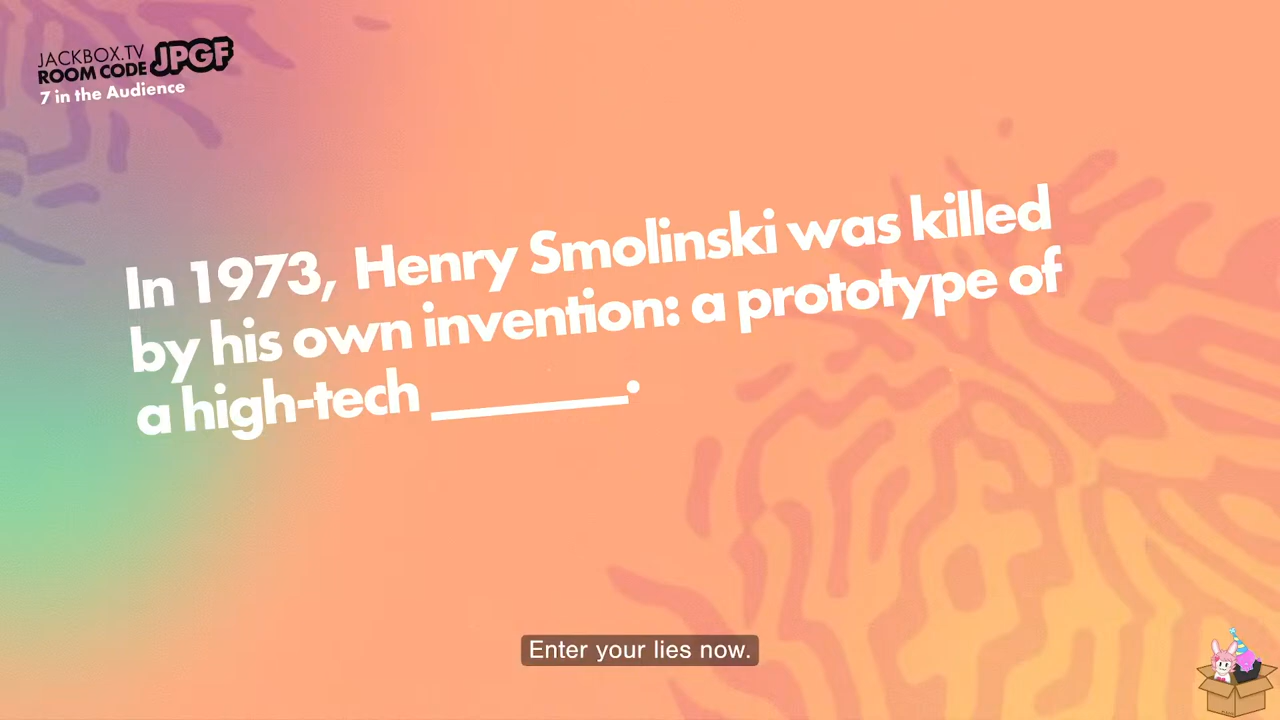 JACKBOX.TV
ROOM CODE JPGF
7 in the Audience
In 1973, Henry Smolinski was killed
by his own invention: a prototype of
a high-tech ________.
Enter your lies now.